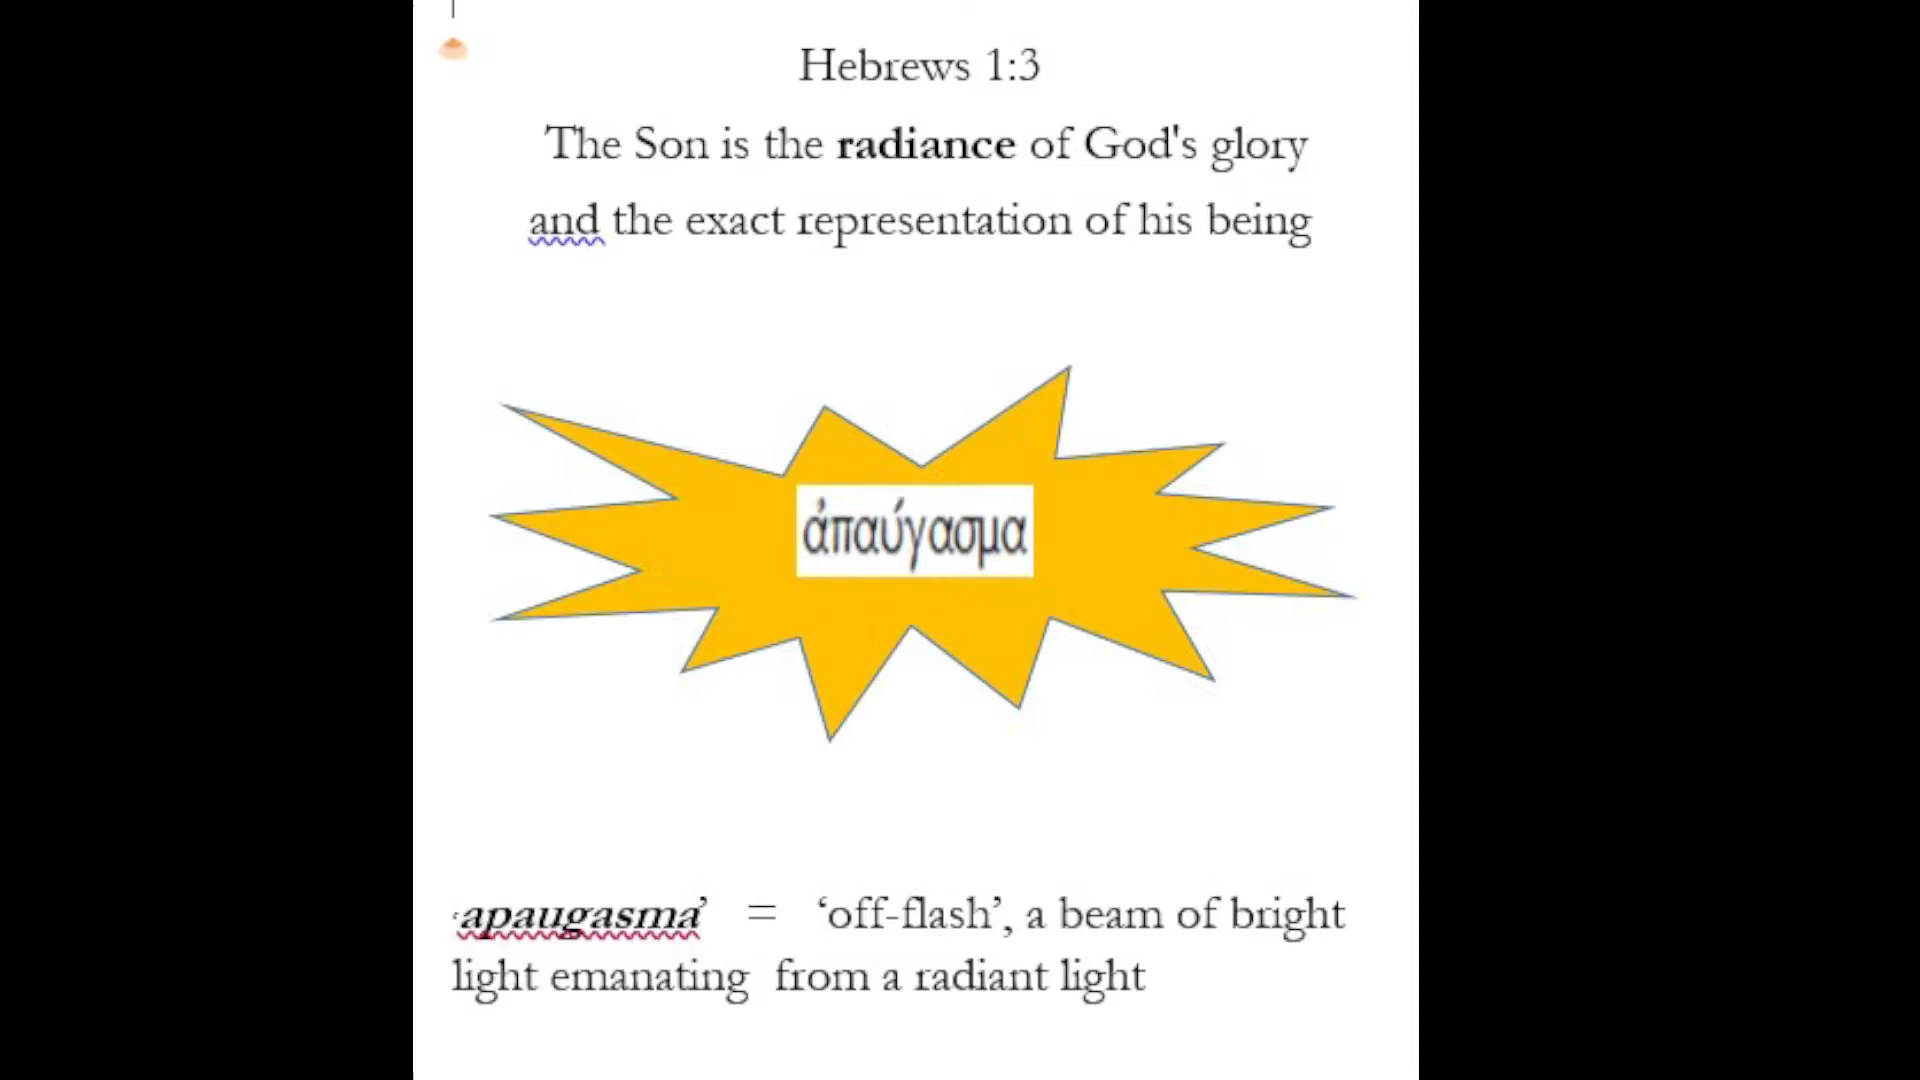 Hebrews 1:3
The Son is the radiance of God's glory
and the exact representation of his being
ἀπαύγασμα
‘apaugasma’ = ‘off-flash’, a beam of bright
light emanating from a radiant light